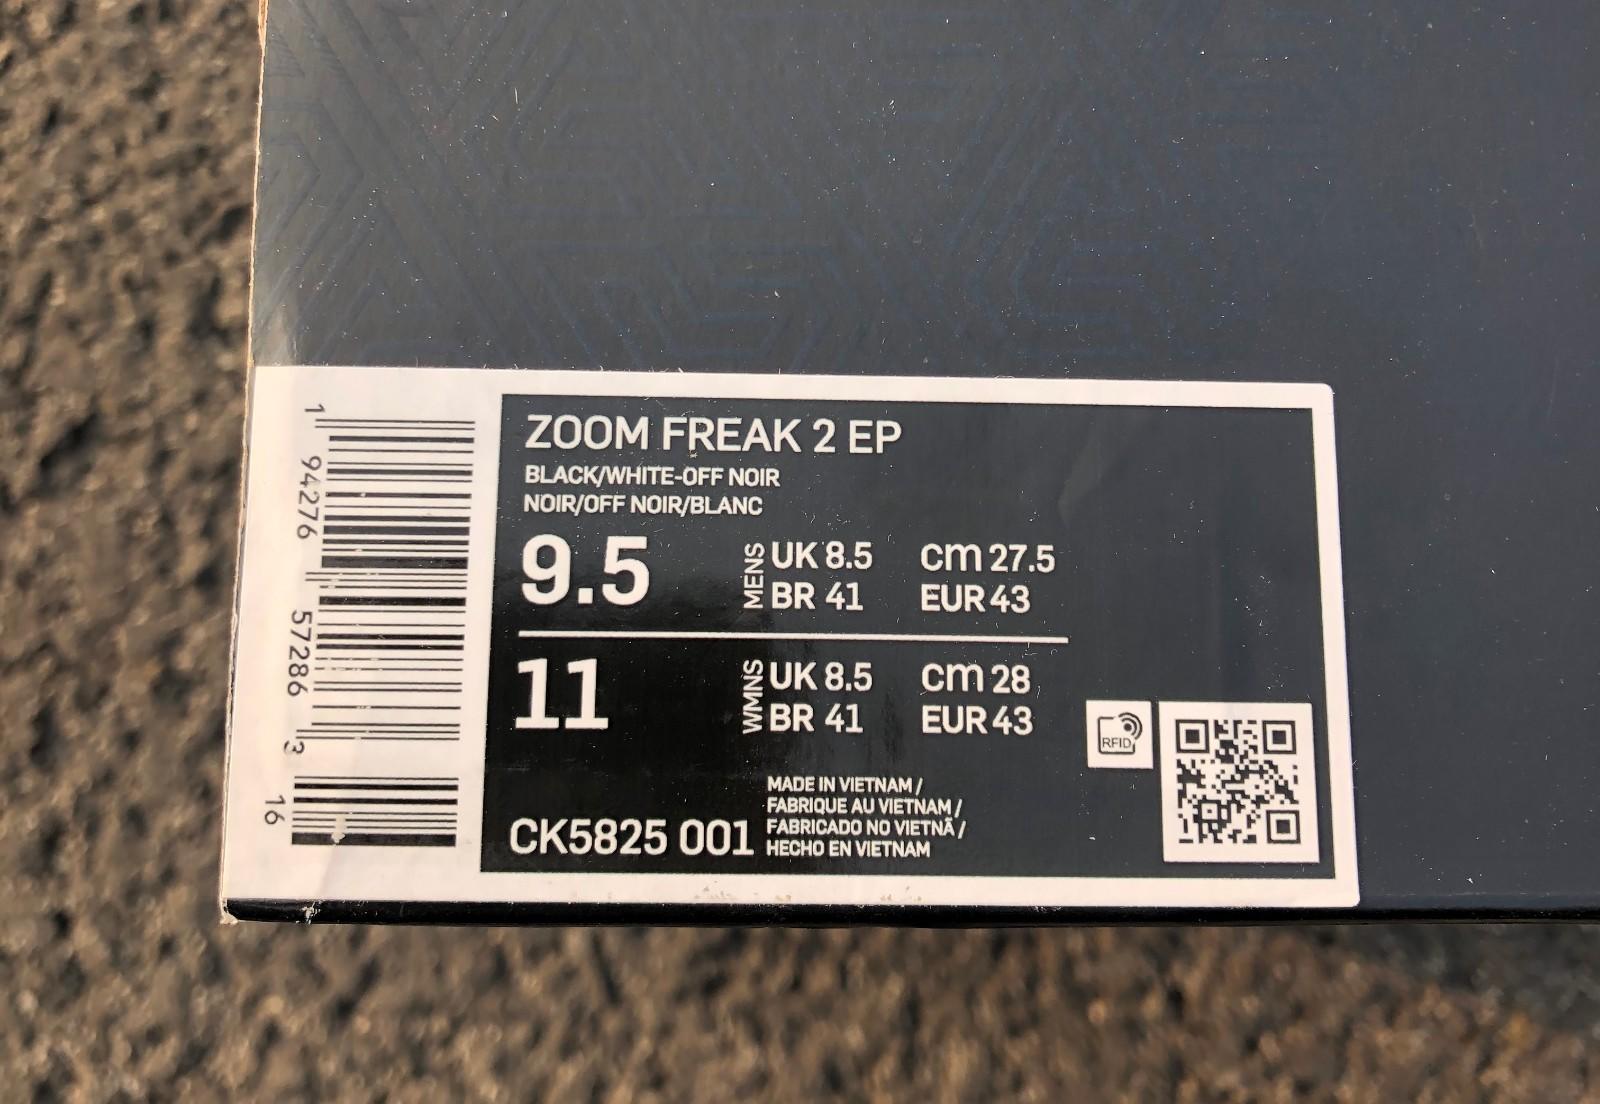 1 94276 57286 3 16
ZOOM FREAK 2 EP
BLACK/WHITE-OFF NOIR
NOIR/OFF NOIR/BLANC
9.5 MENS UK 8.5 cm 27.5
BR 41 EUR 43
11 WMNS UK 8.5 cm 28
BR 41 EUR 43
RFID
MADE IN VIETNAM /
FABRIQUE AU VIETNAM /
FABRICADO NO VIETNÃ /
HECHO EN VIETNAM
CK5825 001